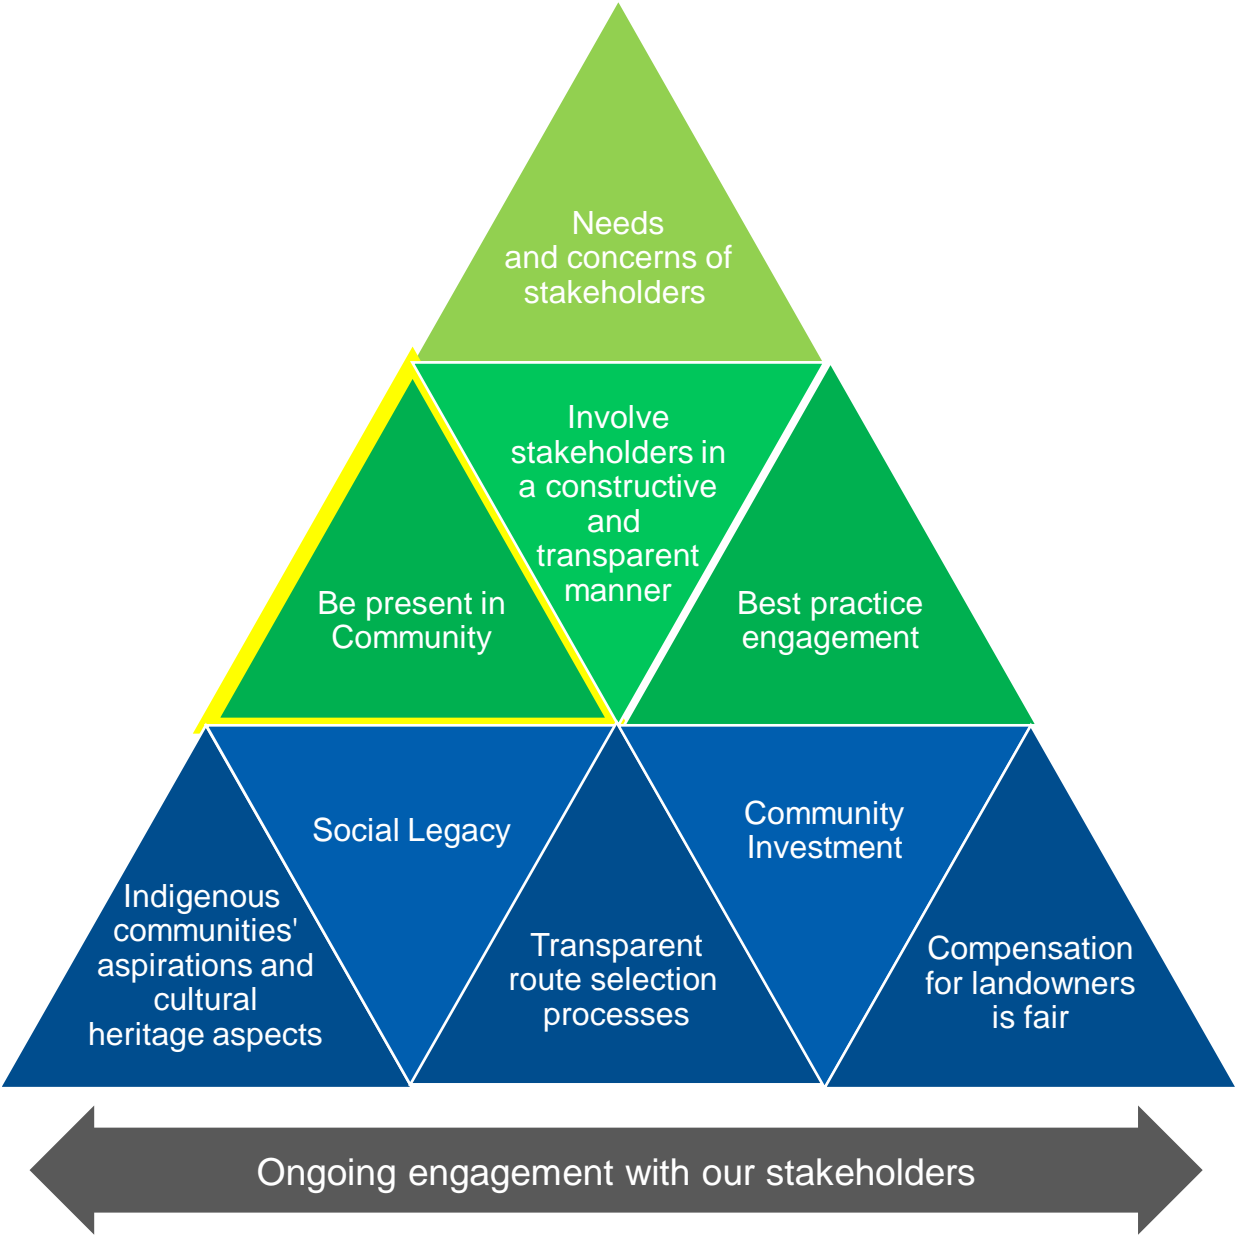 Needs
and concerns of
stakeholders
Involve
stakeholders in
a constructive
and
transparent
manner
Be present in
Community
Best practice
engagement
Social Legacy
Community
Investment
Indigenous
communities'
aspirations and
cultural
heritage aspects
Transparent
route selection
processes
Compensation
for landowners
is fair
Ongoing engagement with our stakeholders